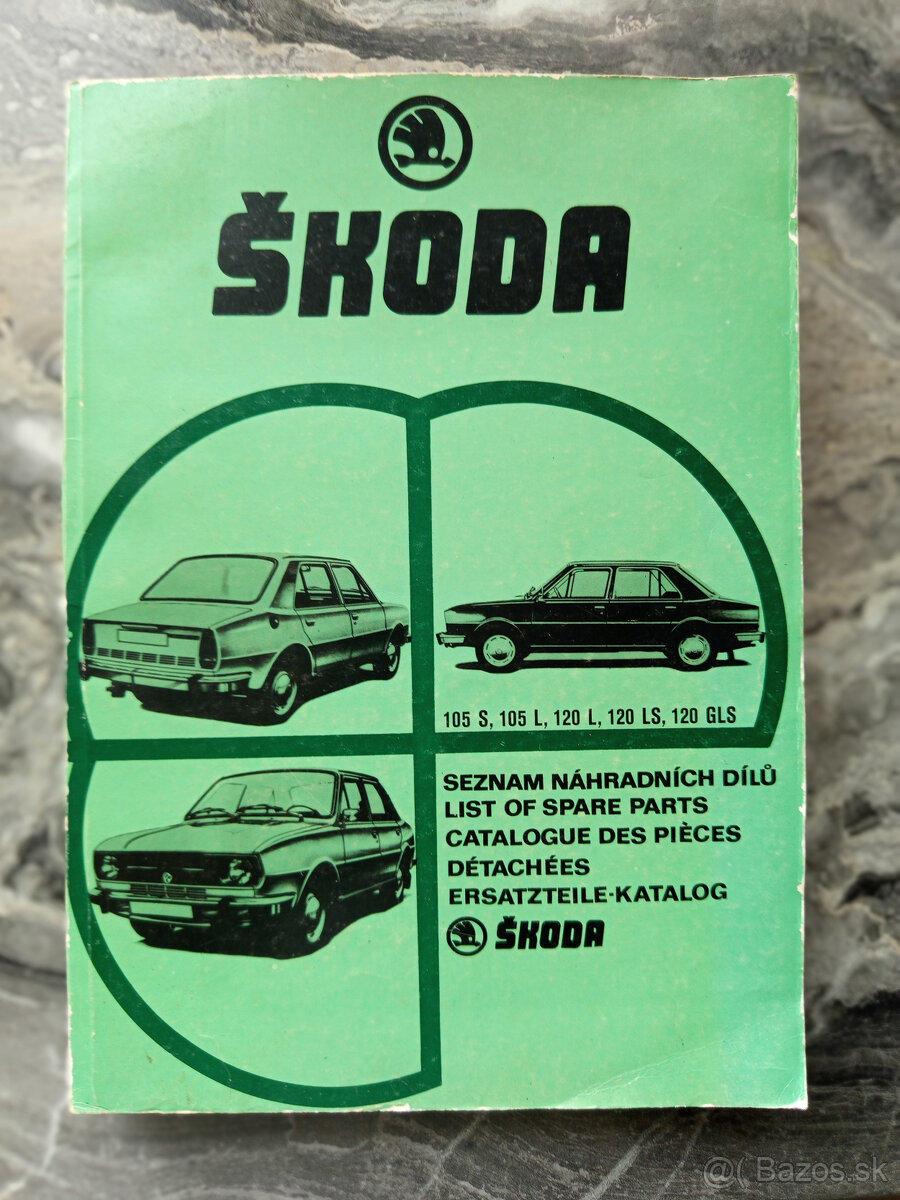 ŠKODA
105 S, 105 L, 120 L, 120 LS, 120 GLS
SEZNAM NÁHRADNÍCH DÍLŮ
LIST OF SPARE PARTS
CATALOGUE DES PIÈCES
DÉTACHÉES
ERSATZTEILE-KATALOG
ŠKODA
@( Bazos.sk